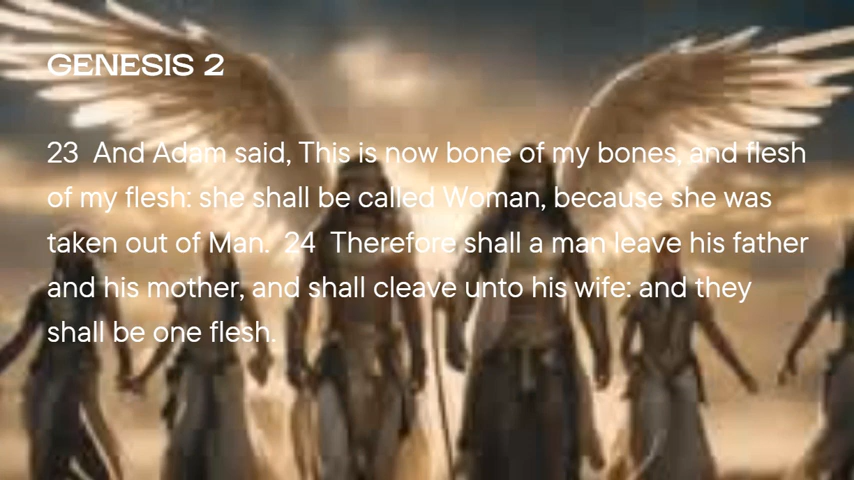 GENESIS 2
23 And Adam said, This is now bone of my bones, and flesh
of my flesh: she shall be called Woman, because she was
taken out of Man. 24 Therefore shall a man leave his father
and his mother, and shall cleave unto his wife: and they
shall be one flesh.